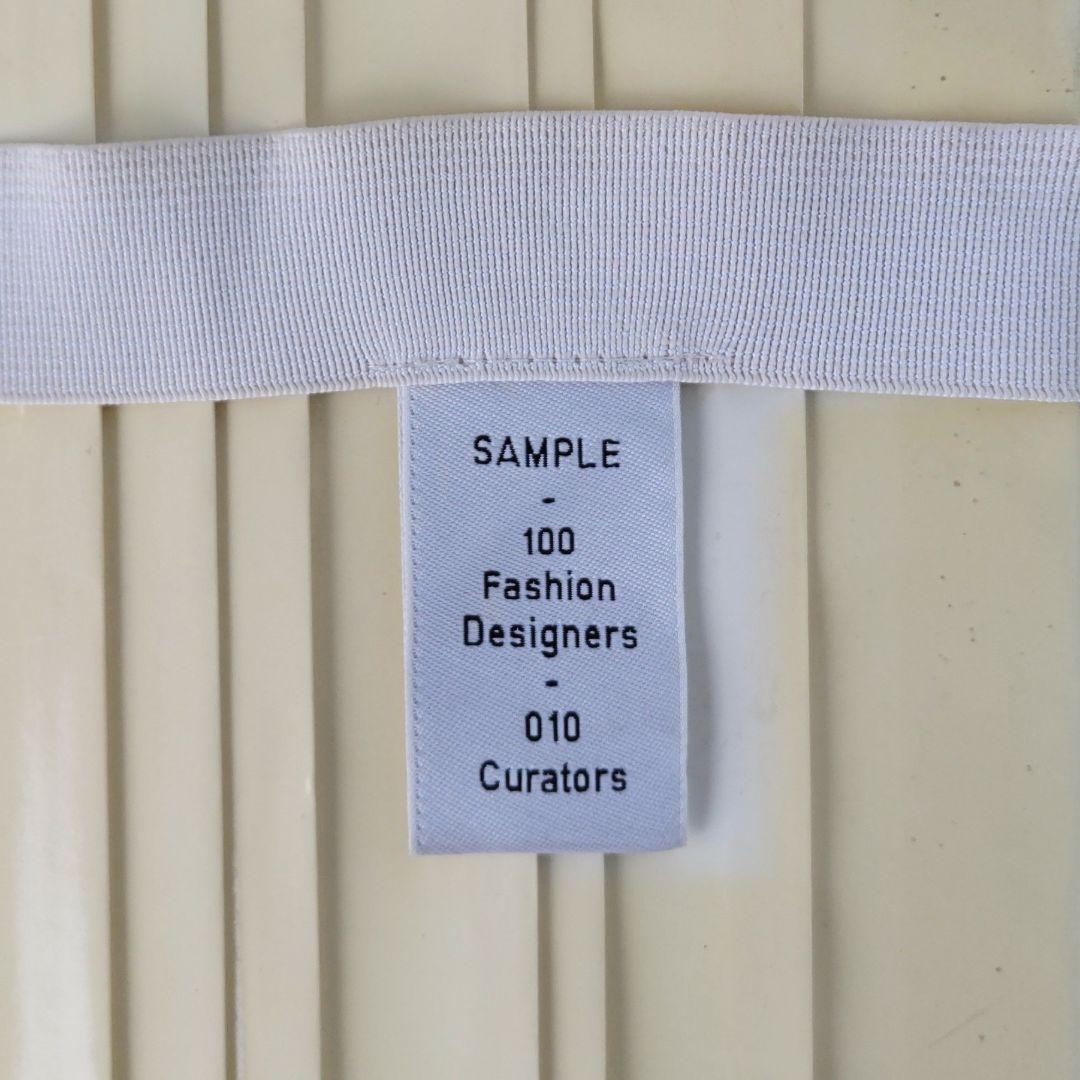 SAMPLE
-
100
Fashion
Designers
-
010
Curators